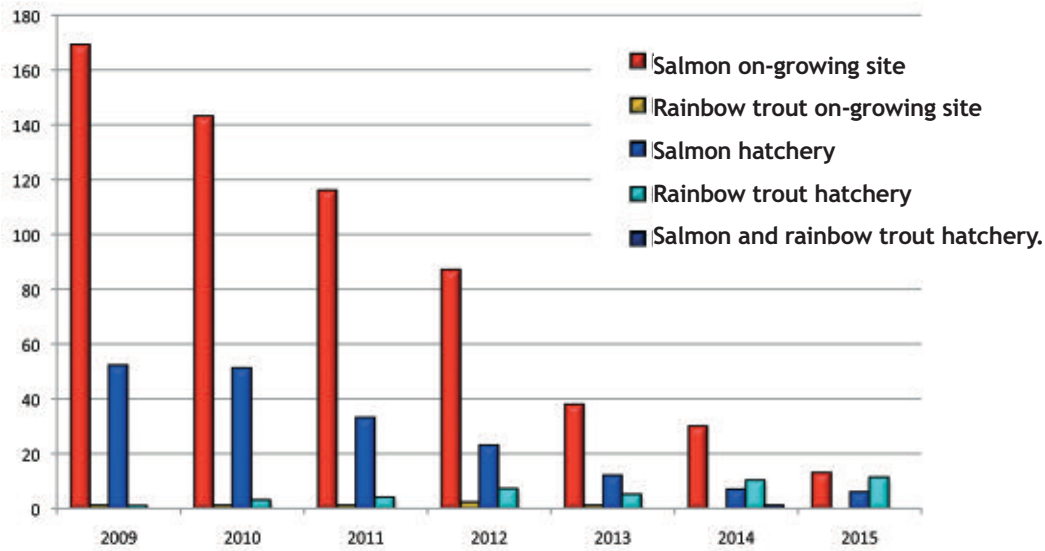 180
160
140
120
100
80
60
40
20
0
Salmon on-growing site
Rainbow trout on-growing site
Salmon hatchery
Rainbow trout hatchery
Salmon and rainbow trout hatchery.
2009 2010 2011 2012 2013 2014 2015